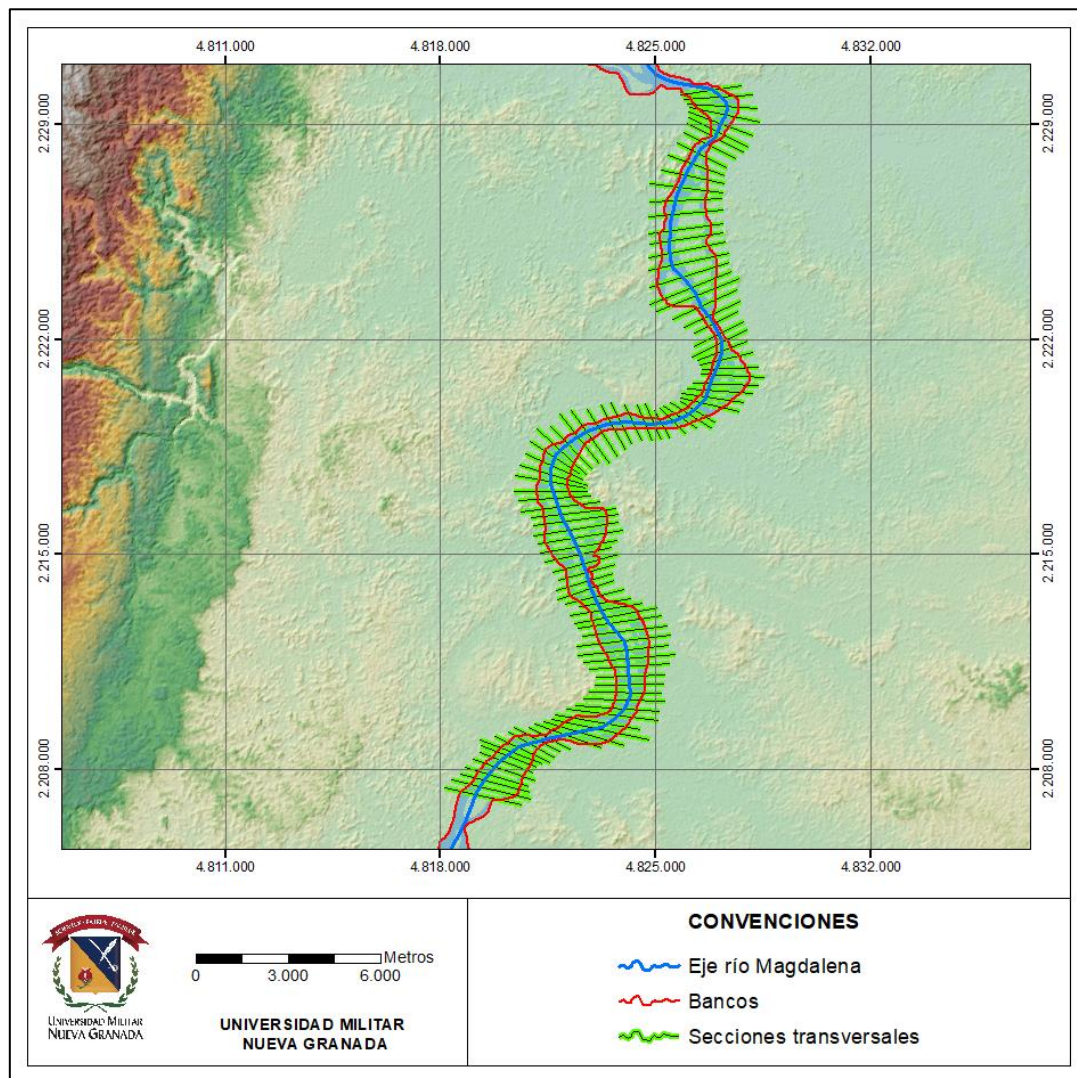 4.811.000 4.818.000 4.825.000 4.832.000
2.229.000 2.229.000
2.222.000 2.222.000
2.215.000 2.215.000
2.208.000 2.208.000
4.811.000 4.818.000 4.825.000 4.832.000
UNIVERSIDAD MILITAR
NUEVA GRANADA
Metros
0 3.000 6.000
UNIVERSIDAD MILITAR
NUEVA GRANADA
CONVENCIONES
Eje río Magdalena
Bancos
Secciones transversales